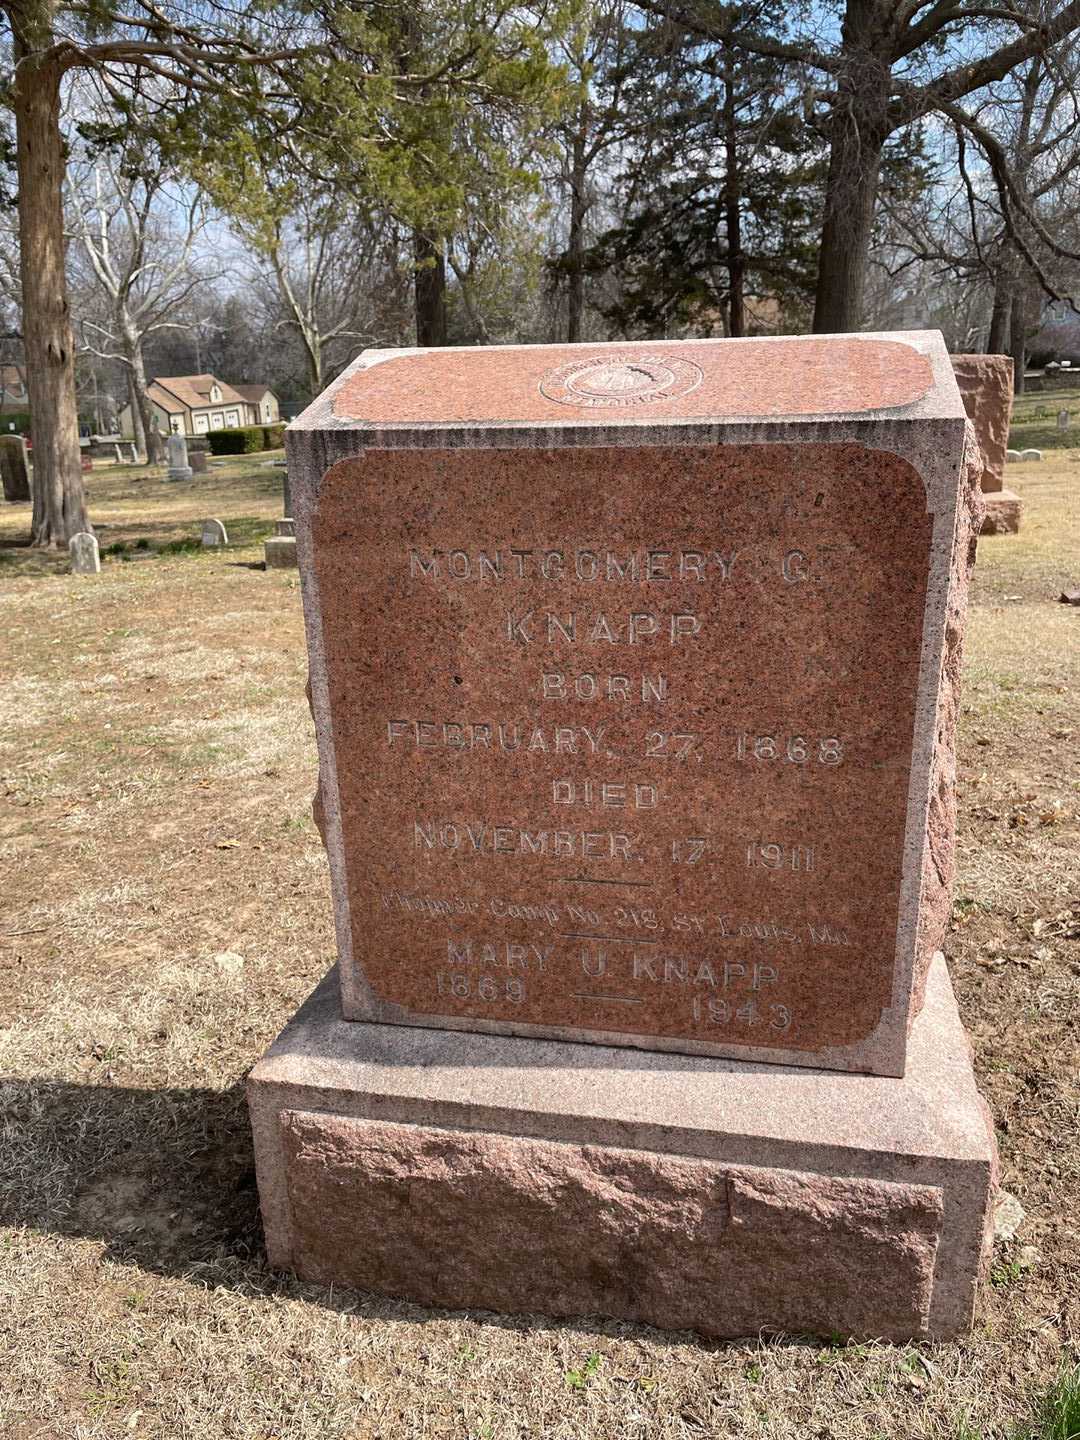 MEMORIAL
MONTGOMERY G.
KNAPP
BORN
FEBRUARY, 27, 1868
DIED
NOVEMBER, 17 1911
Camp No. 218, St. Louis, Mo.
MARY U. KNAPP
1869 — 1943